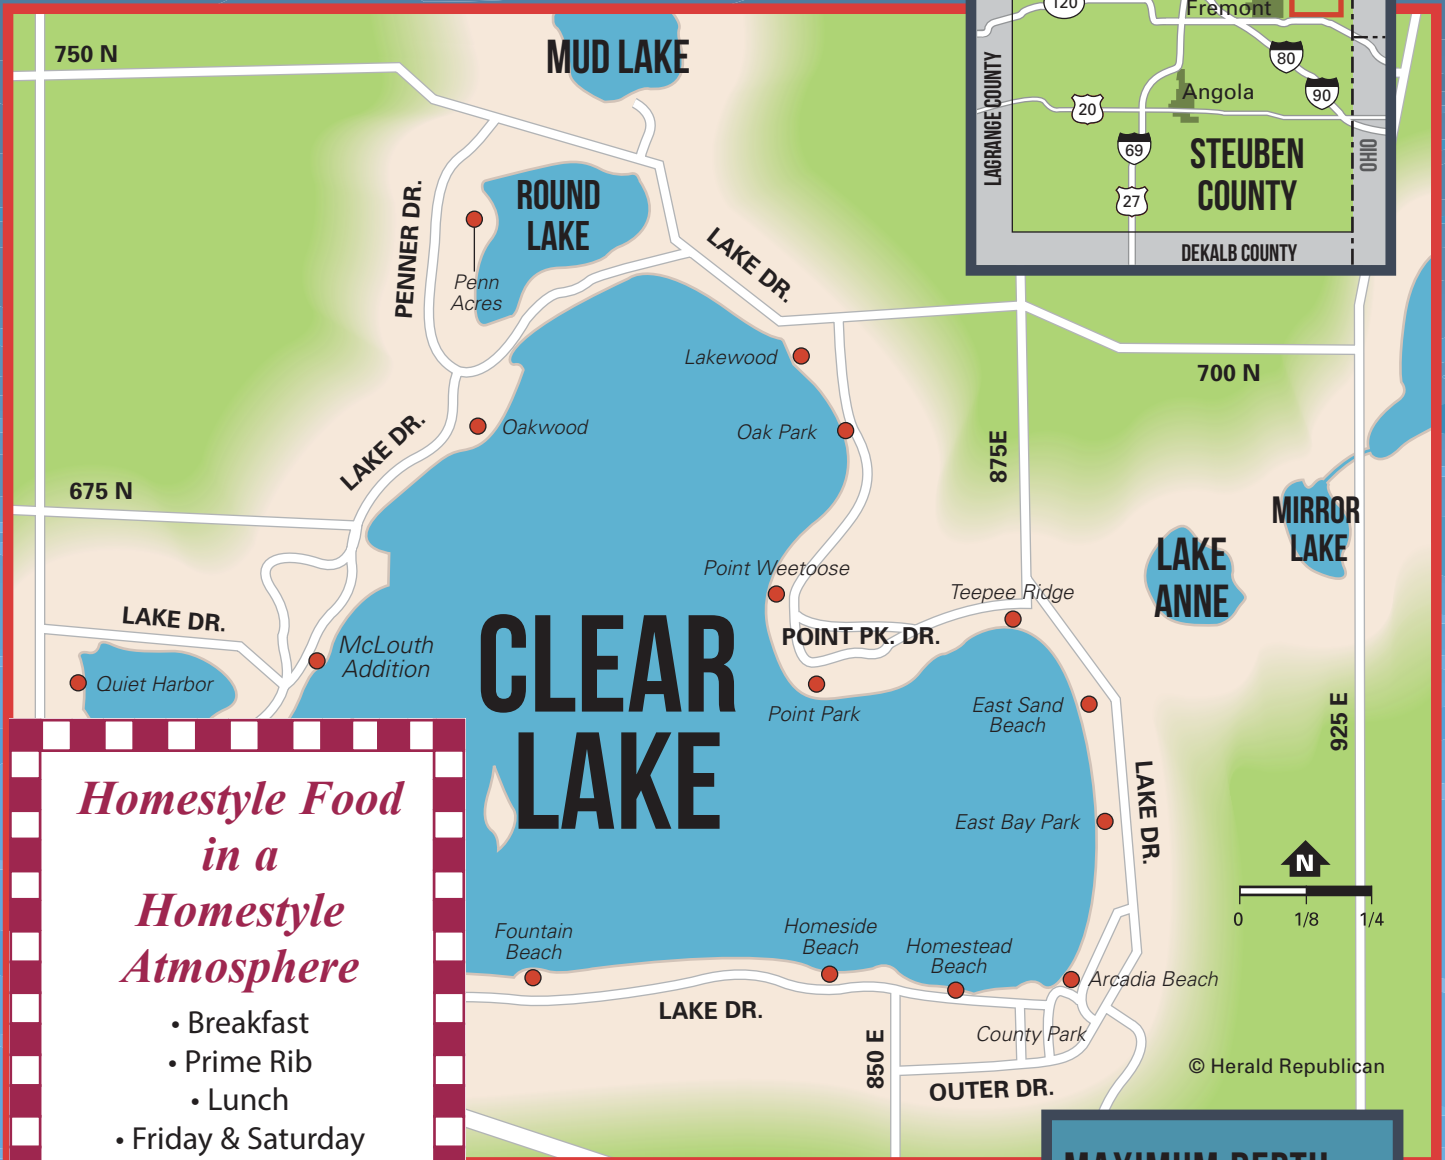 750 N
MUD LAKE
120
Fremont
80
90
Angola
20
69
27
LAGRANGE COUNTY
STEUBEN
COUNTY
OHIO
DEKALB COUNTY
ROUND
LAKE
PENNER DR.
Penn
Acres
LAKE DR.
Lakewood
700 N
Oakwood
Oak Park
LAKE DR.
875E
675 N
MIRROR
LAKE
LAKE
ANNE
Point Weetoose
Teepee Ridge
LAKE DR.
POINT PK. DR.
McLouth
Addition
Quiet Harbor
CLEAR
LAKE
Point Park
East Sand
Beach
925 E
LAKE DR.
East Bay Park
N
0 1/8 1/4
Homestyle Food
in a
Homestyle
Atmosphere
• Breakfast
• Prime Rib
• Lunch
• Friday & Saturday
Fountain
Beach
Homeside
Beach
Homestead
Beach
Arcadia Beach
LAKE DR.
County Park
850 E
OUTER DR.
© Herald Republican